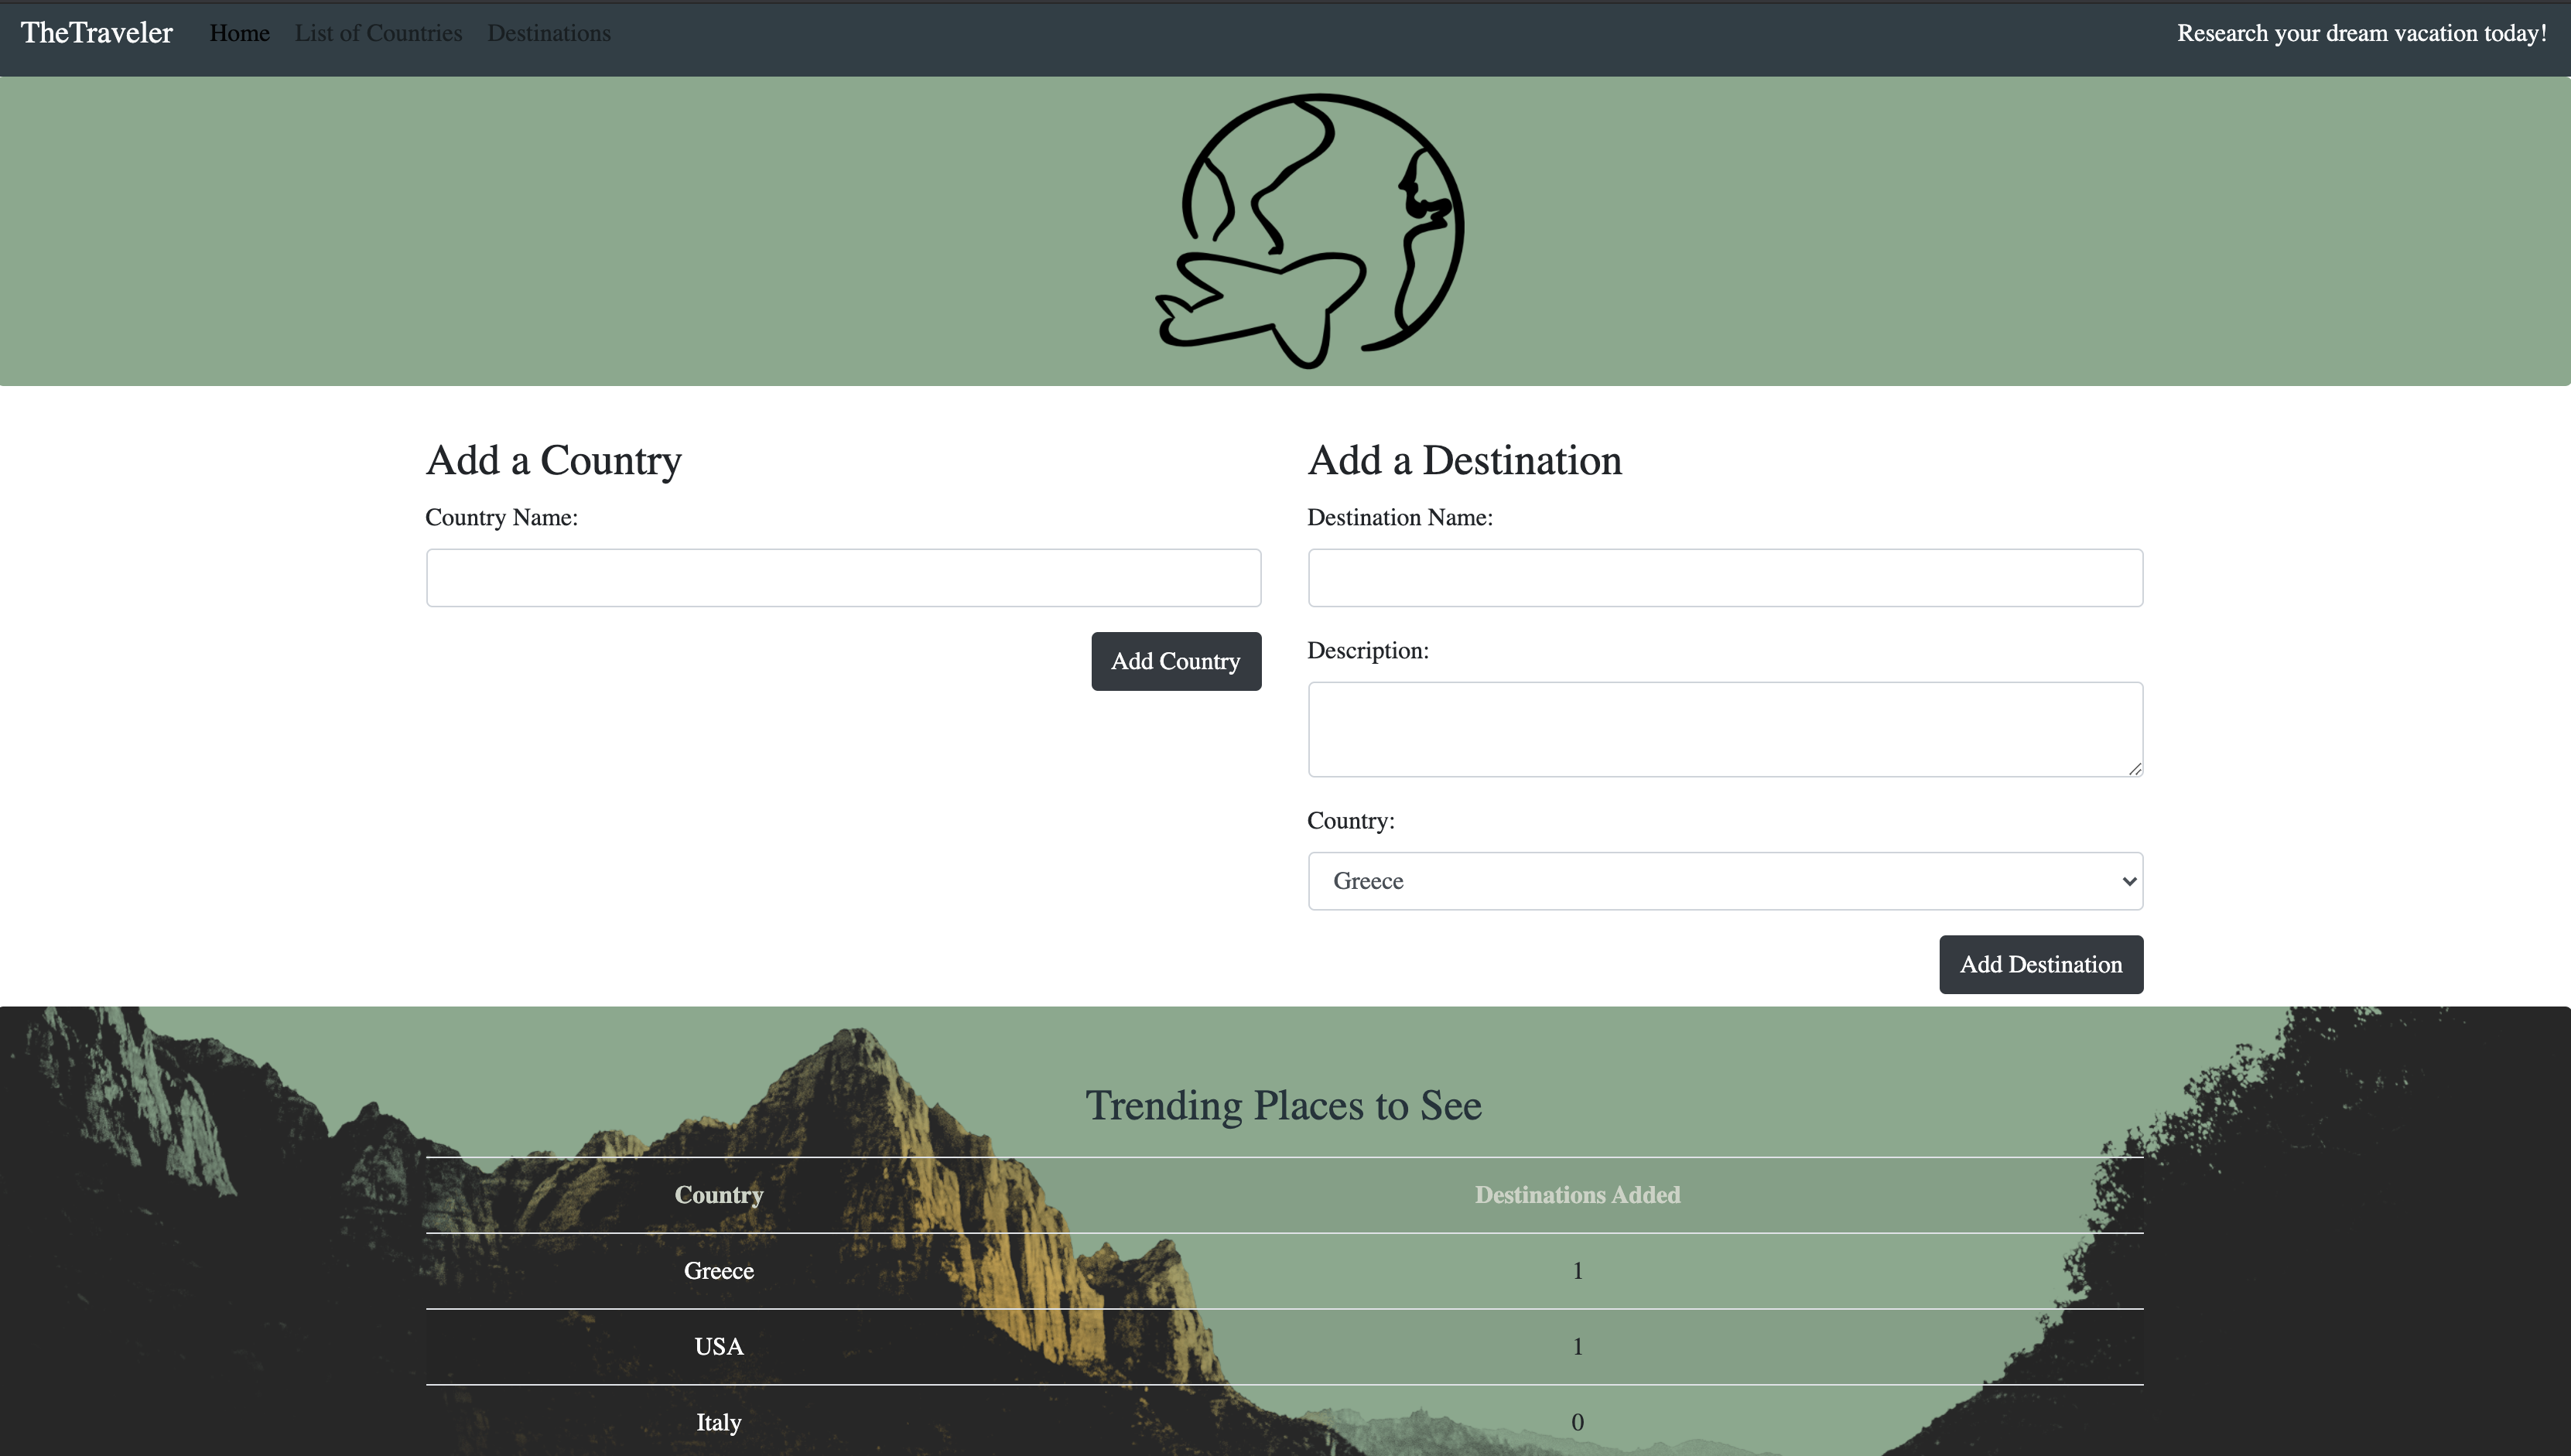 TheTraveler Home List of Countries Destinations Research your dream vacation today!
Add a Country
Country Name:
Add Country
Add a Destination
Destination Name:
Description:
Country:
Greece
Add Destination
Trending Places to See
Country Destinations Added
Greece 1
USA 1
Italy 0